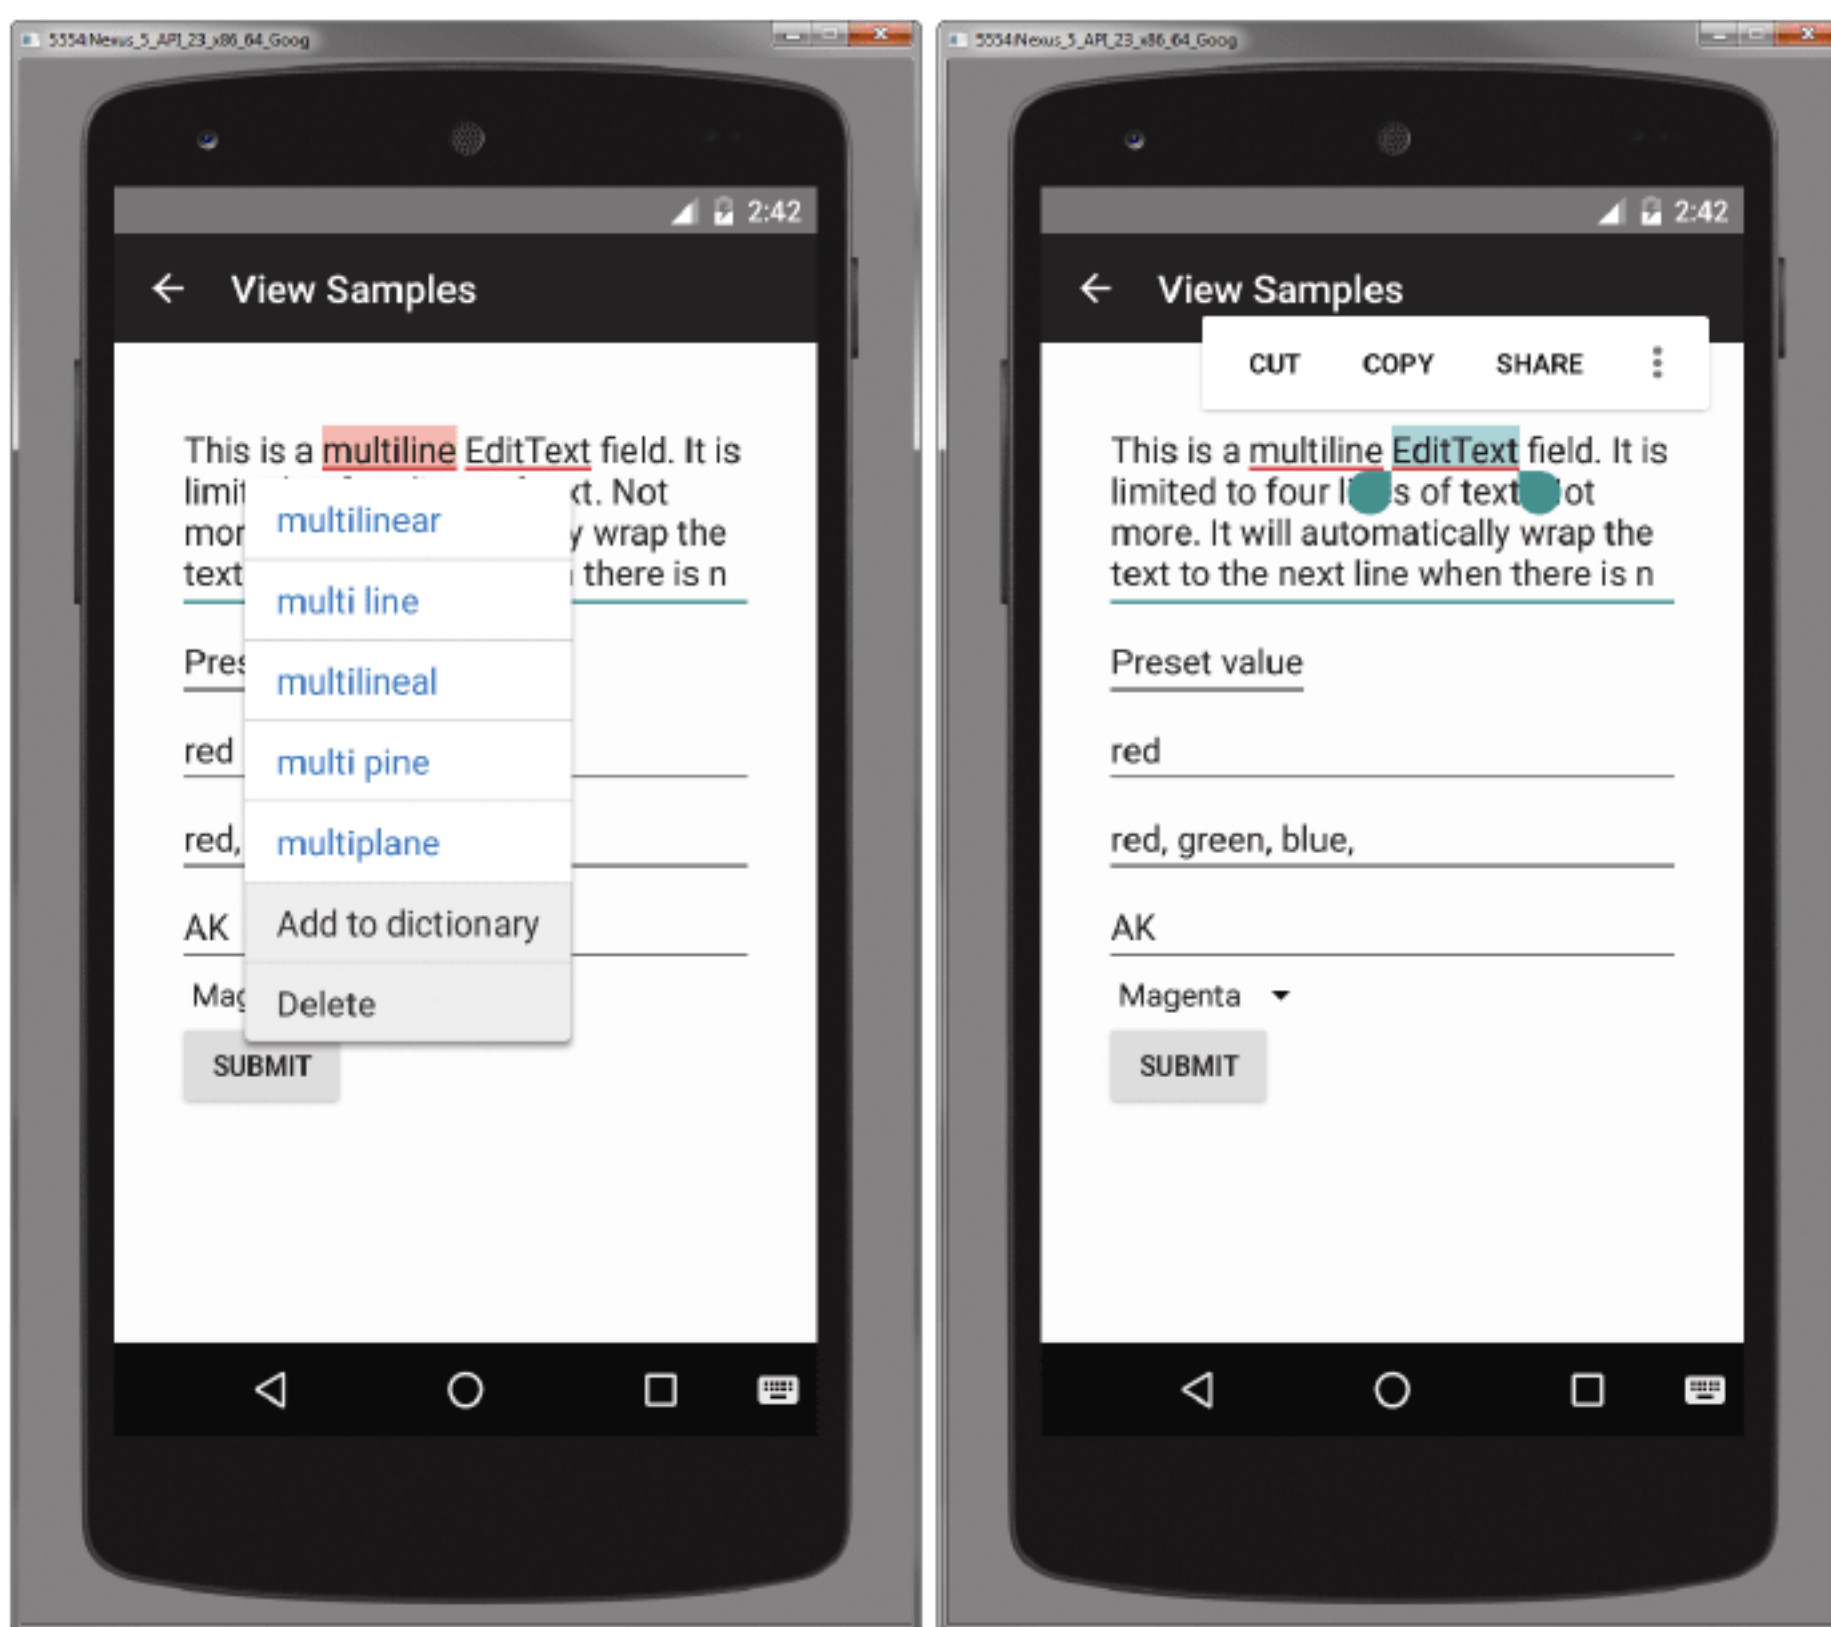 5554:Nexus_5_API_23_x86_64_Goog
2:42
View Samples
This is a multiline EditText field. It is
limit xt. Not
mor y wrap the
text there is n
multilinear
multi line
multilineal
multi pine
multiplane
Add to dictionary
Delete
Pres
red
red,
AK
Mag
SUBMIT
5554:Nexus_5_API_23_x86_64_Goog
2:42
View Samples
CUT COPY SHARE
This is a multiline EditText field. It is
limited to four l s of text ot
more. It will automatically wrap the
text to the next line when there is n
Preset value
red
red, green, blue,
AK
Magenta
SUBMIT